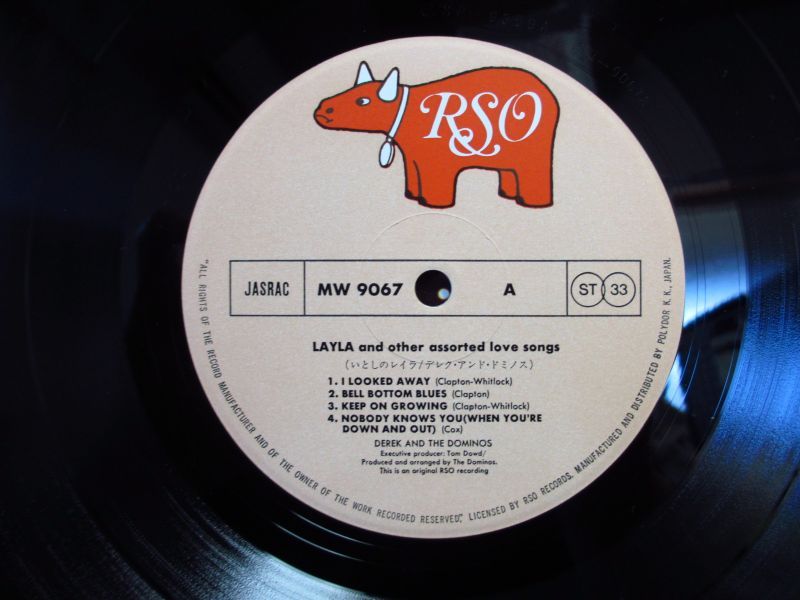 RSO
JASRAC
MW 9067
A
ST 33
LAYLA and other assorted love songs
(いとしのレイラ/デレク・アンド・ドミノス)
1. I LOOKED AWAY (Clapton-Whitlock)
2. BELL BOTTOM BLUES (Clapton)
3. KEEP ON GROWING (Clapton-Whitlock)
4. NOBODY KNOWS YOU(WHEN YOU'RE
DOWN AND OUT) (Cox)
DEREK AND THE DOMINOS
Executive producer: Tom Dowd/
Produced and arranged by The Dominos.
This is an original RSO recording
"ALL RIGHTS OF THE RECORD MANUFACTURER AND OF THE OWNER OF THE WORK RECORDED RESERVED". LICENSED BY RSO RECORDS. MANUFACTURED AND DISTRIBUTED BY POLYDOR K. K., JAPAN.